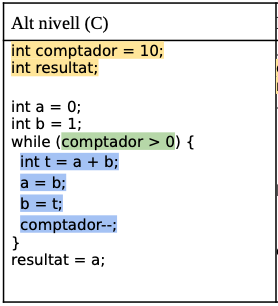 Alt nivell (C)
int comptador = 10;
int resultat;
int a = 0;
int b = 1;
while (comptador > 0) {
int t = a + b;
a = b;
b = t;
comptador--;
}
resultat = a;